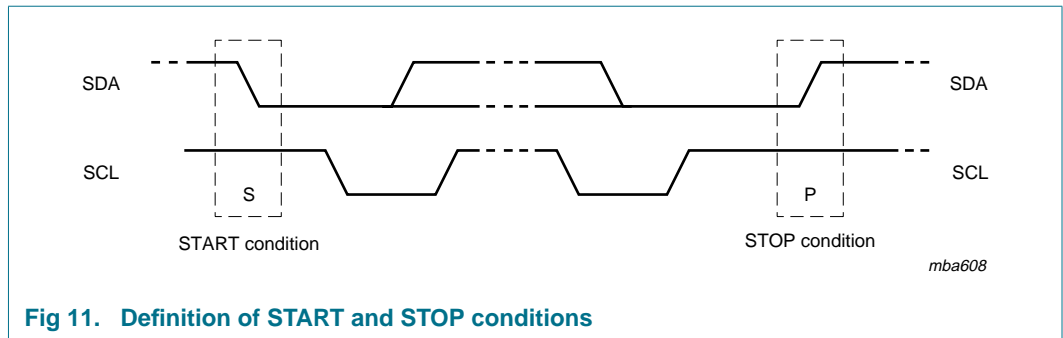 SDA SDA
SCL SCL
S P
START condition STOP condition
mba608
Fig 11. Definition of START and STOP conditions